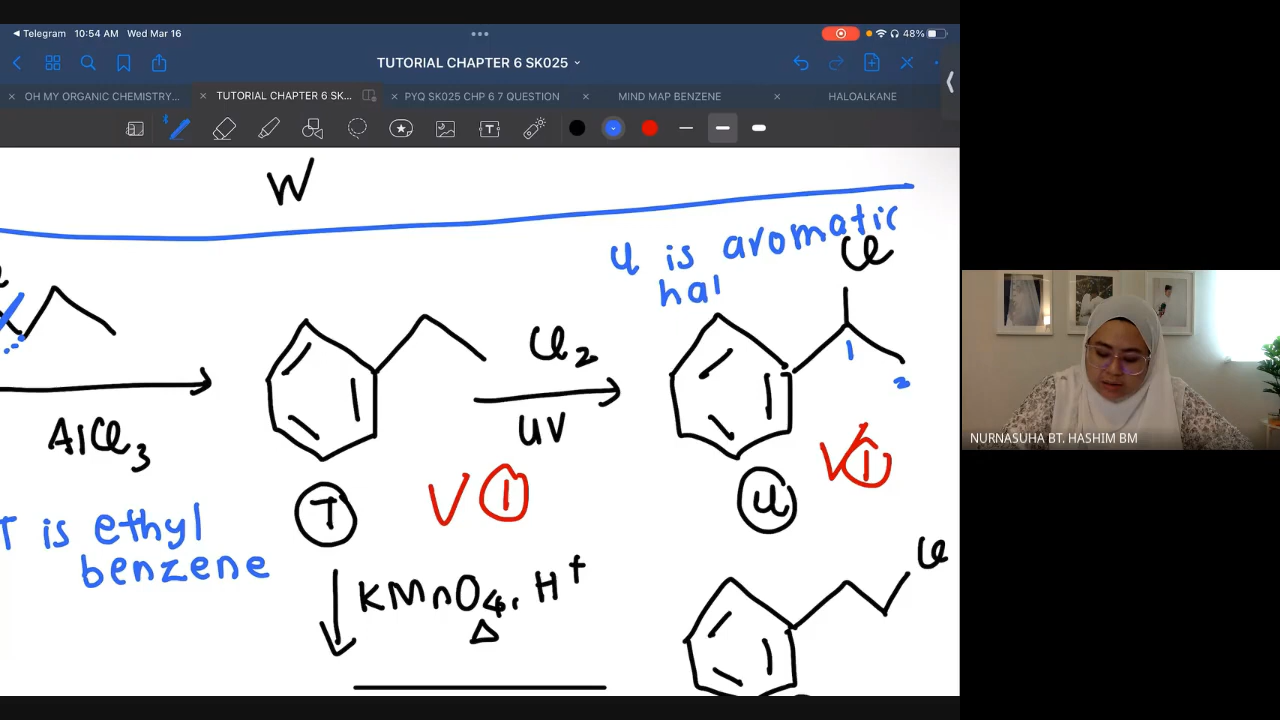 Telegram 10:54 AM Wed Mar 16
48%
TUTORIAL CHAPTER 6 SK025
OH MY ORGANIC CHEMISTRY...
TUTORIAL CHAPTER 6 SK...
PYQ SK025 CHP 6 7 QUESTION
MIND MAP BENZENE
HALOALKANE
W
U is aromatic
hal
Cl
AlCl3
Cl2
UV
1
2
T
1
U
1
T is ethyl
benzene
KMnO4, H+
Δ
Cl
NURNASUHA BT. HASHIM BM